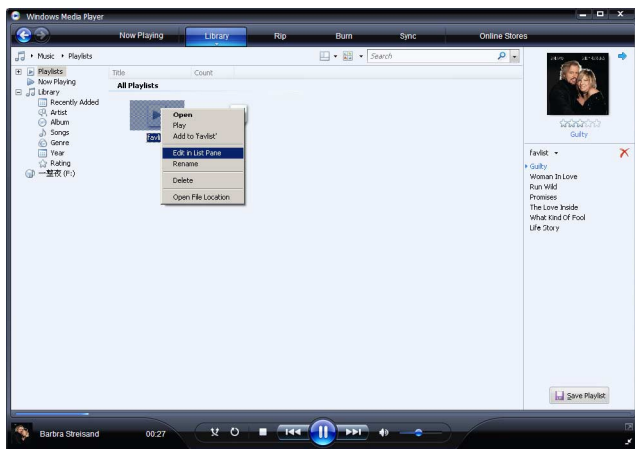 Windows Media Player
Now Playing
Library
Rip
Burn
Sync
Online Stores
Music
Playlists
Search
Playlists
Now Playing
Library
Recently Added
Artist
Album
Songs
Genre
Year
Rating
一整夜 (F:)
Title
Count
All Playlists
Open
Play
Add to 'favlist'
Edit in List Pane
Rename
Delete
Open File Location
Guilty
favlist
Guilty
Woman In Love
Run Wild
Promises
The Love Inside
What Kind Of Fool
Life Story
Save Playlist
Barbra Streisand
00:27